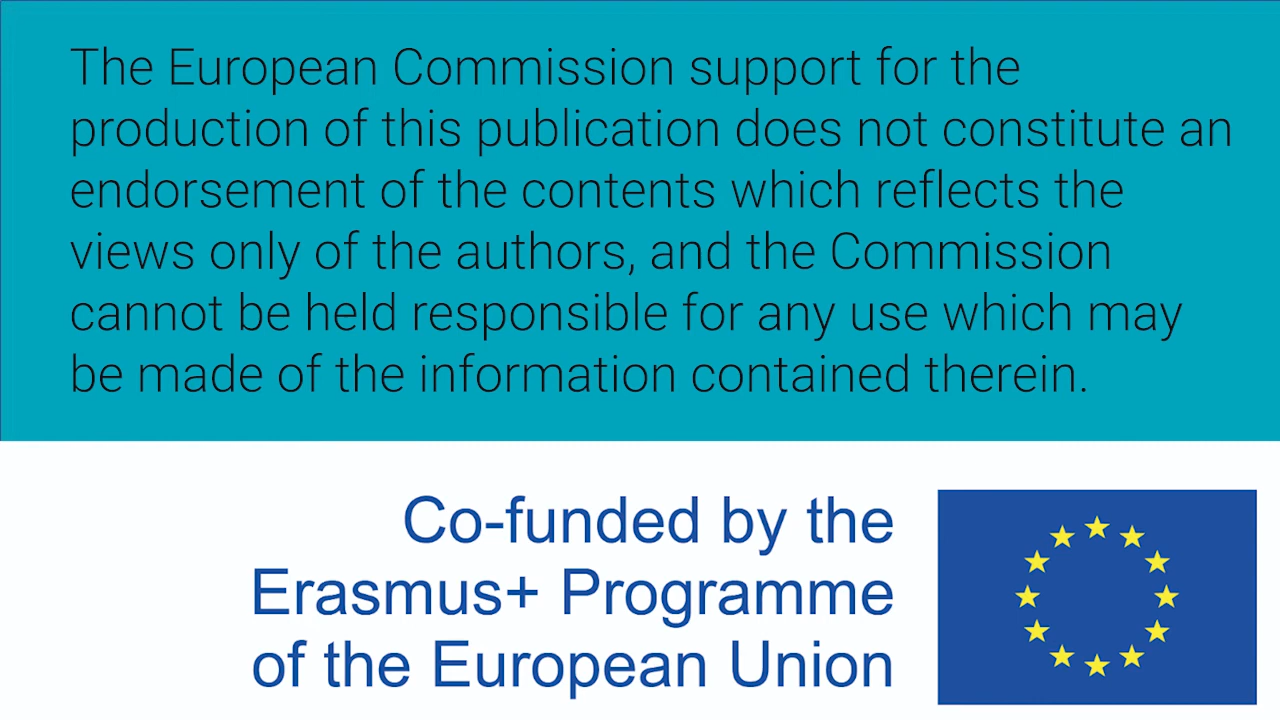 The European Commission support for the
production of this publication does not constitute an
endorsement of the contents which reflects the
views only of the authors, and the Commission
cannot be held responsible for any use which may
be made of the information contained therein.
Co-funded by the
Erasmus+ Programme
of the European Union